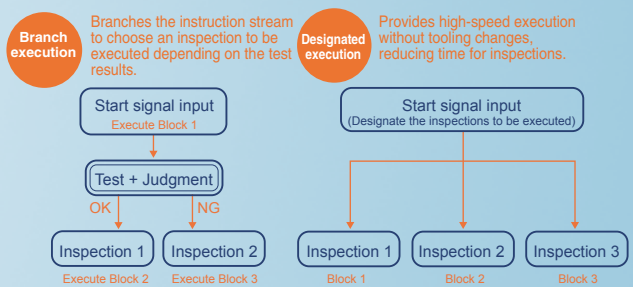 Branch
execution
Branches the instruction stream
to choose an inspection to be
executed depending on the test
results.
Start signal input
Execute Block 1
Test + Judgment
OK
NG
Inspection 1
Inspection 2
Execute Block 2
Execute Block 3
Designated
execution
Provides high-speed execution
without tooling changes,
reducing time for inspections.
Start signal input
(Designate the inspections to be executed)
Inspection 1
Inspection 2
Inspection 3
Block 1
Block 2
Block 3